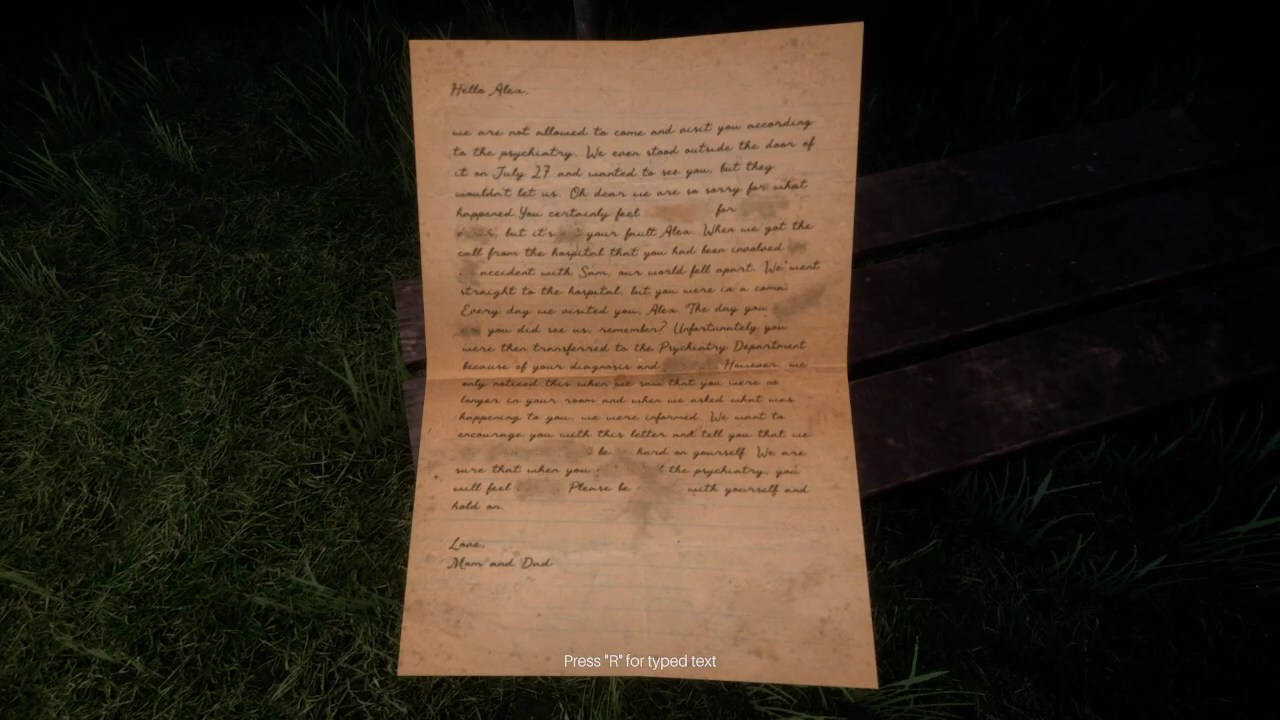 Hello Alex,
we are not allowed to come and visit you according
to the psychiatry. We even stood outside the door of
it on July 27 and wanted to see you, but they
wouldn't let us. Oh dear we are so sorry for what
happened. You certainly feel for
, but it's your fault Alex. When we got the
call from the hospital that you had been involved
accident with Sam, our world fell apart. We went
straight to the hospital, but you were in a coma.
Every day we visited you, Alex. The day you
you did see us, remember? Unfortunately you
were then transferred to the Psychiatry Department
because of your diagnosis and However, we
only noticed this when we saw that you were no
longer in your room and when we asked what was
happening to you, we were informed. We want to
encourage you with this letter and tell you that we
be hard on yourself. We are
sure that when you the psychiatry, you
will feel Please be with yourself and
hold on.
Love,
Mom and Dad
Press "R" for typed text